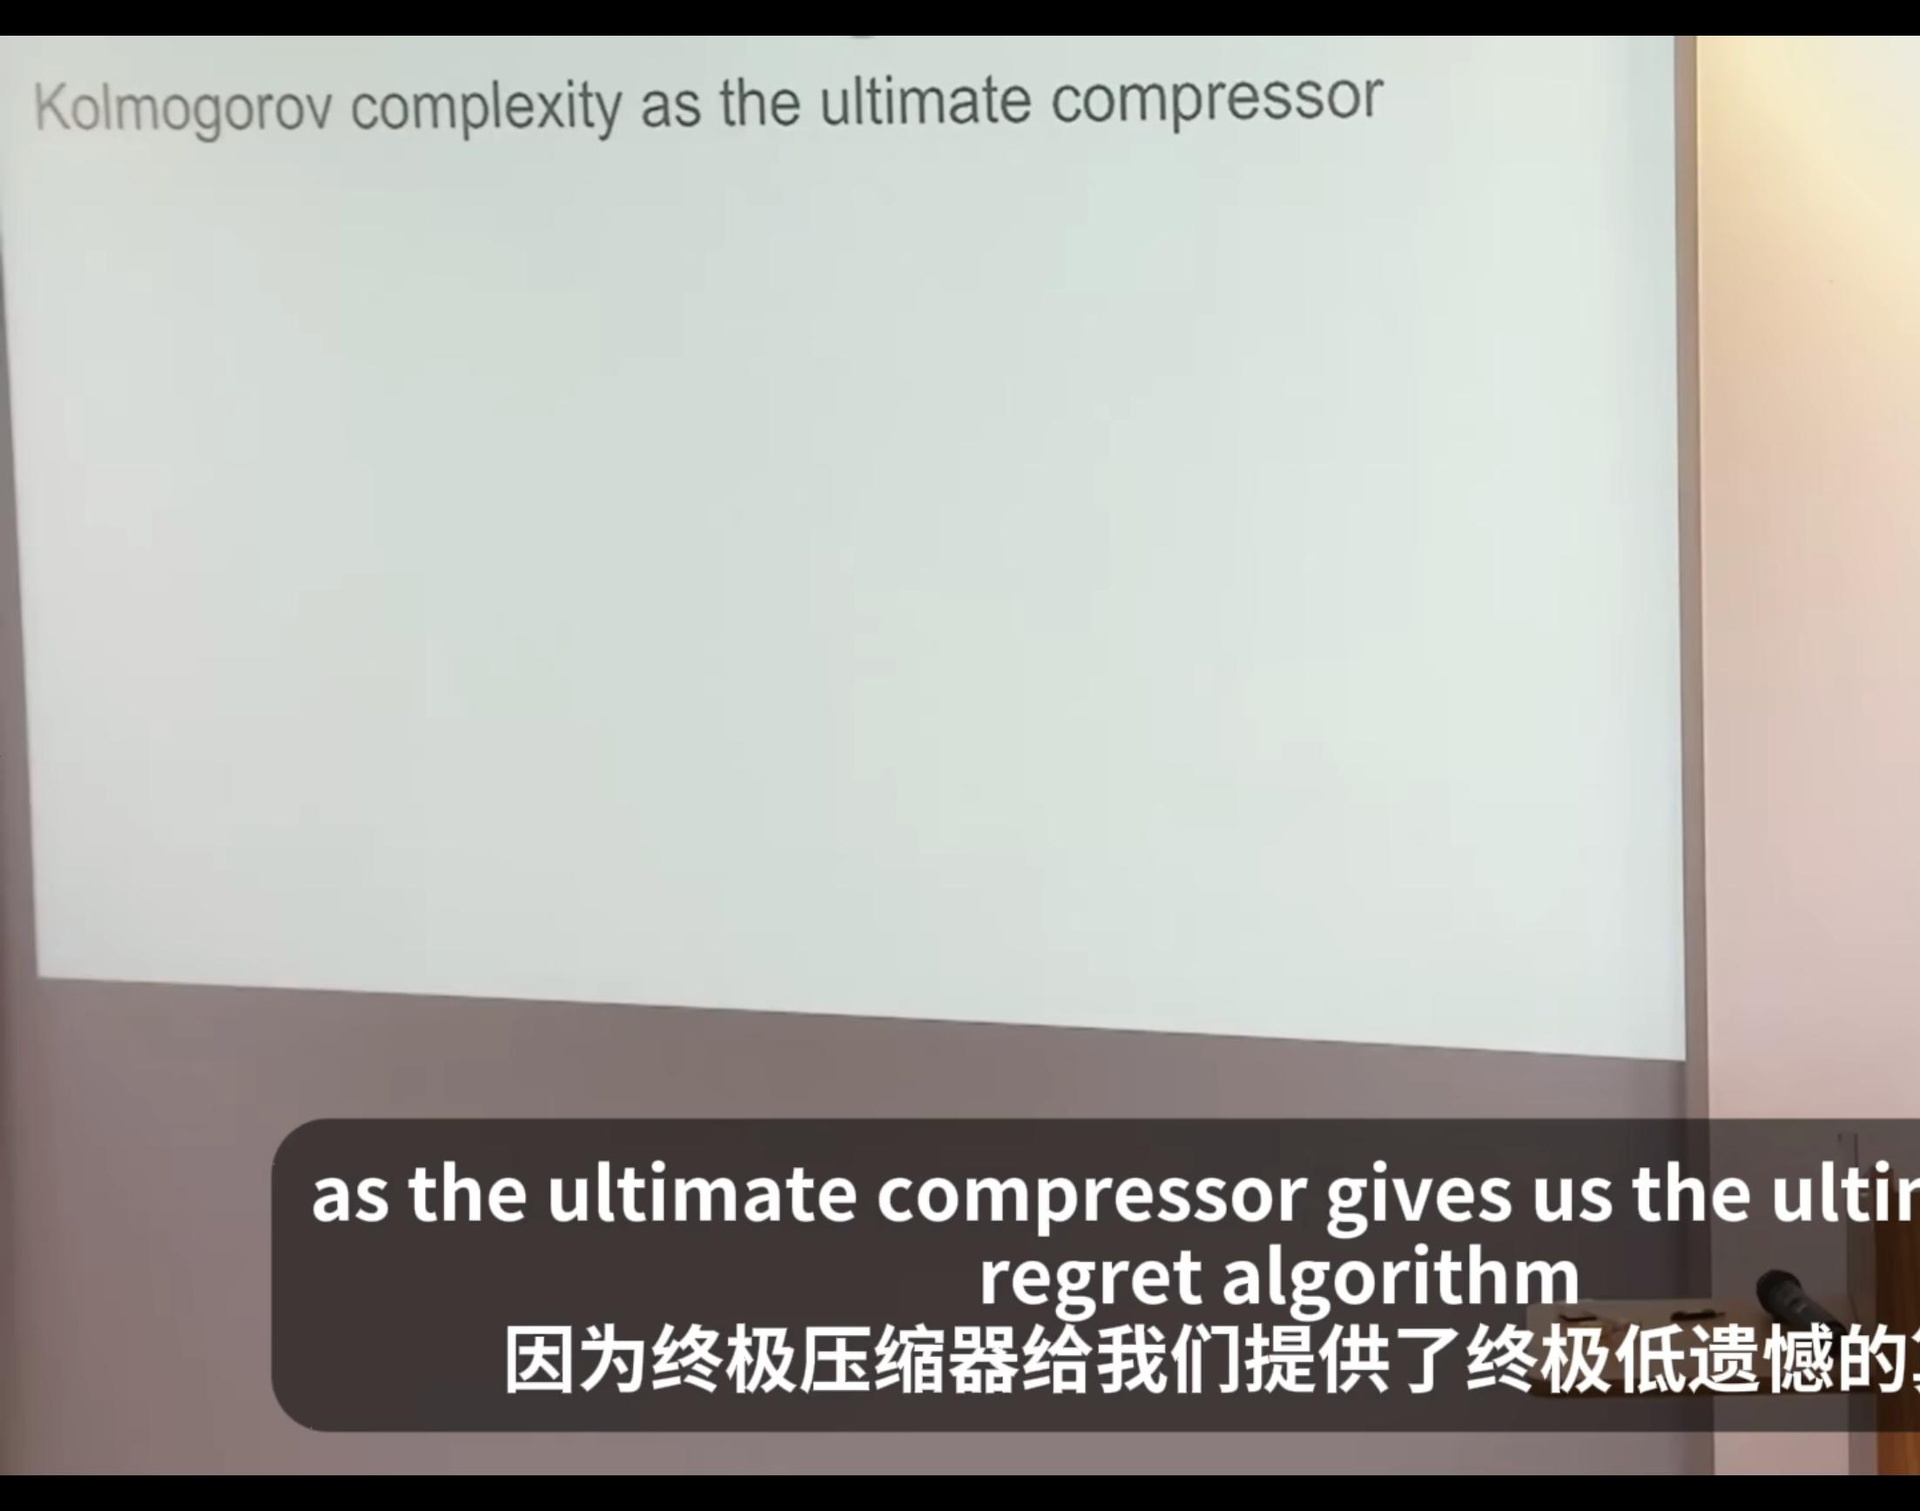 Kolmogorov complexity as the ultimate compressor
as the ultimate compressor gives us the
regret algorithm
因为终极压缩器给我们提供了终极低遗憾的